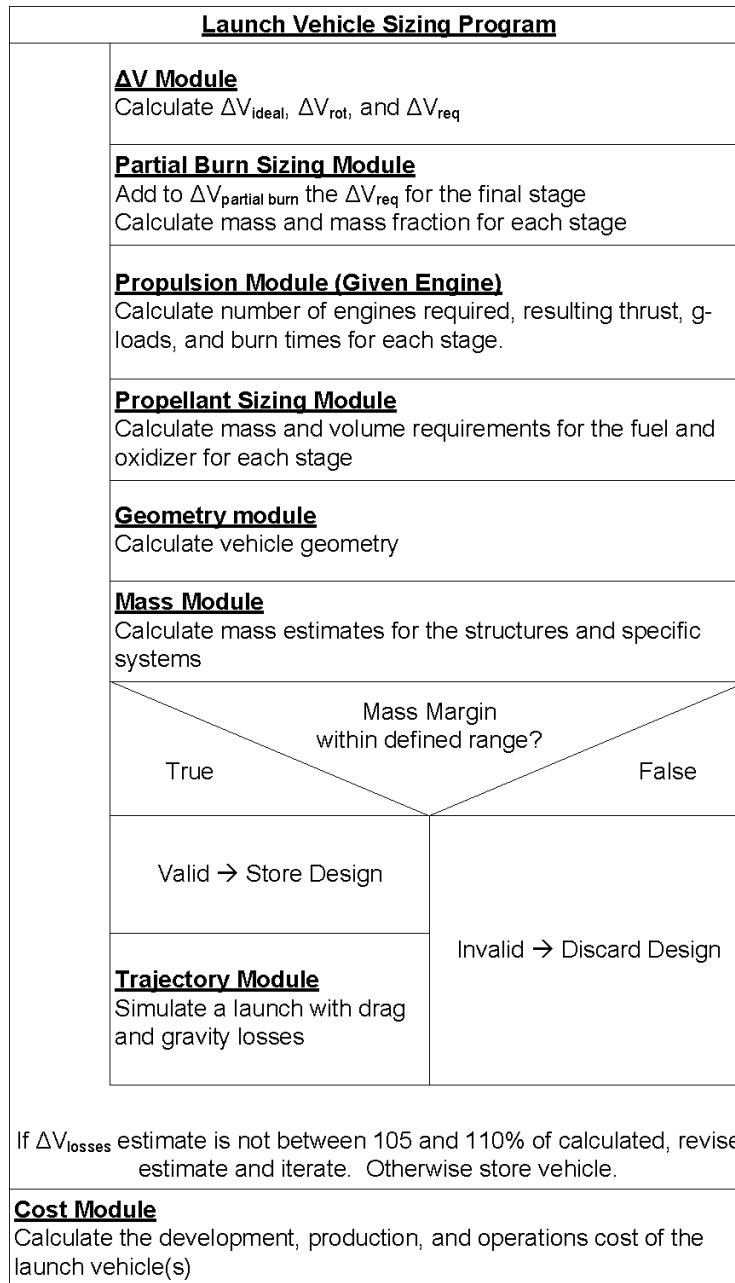 Launch Vehicle Sizing Program
ΔV Module
Calculate ΔVideal, ΔVrot, and ΔVreq
Partial Burn Sizing Module
Add to ΔVpartial burn the ΔVreq for the final stage
Calculate mass and mass fraction for each stage
Propulsion Module (Given Engine)
Calculate number of engines required, resulting thrust, g-
loads, and burn times for each stage.
Propellant Sizing Module
Calculate mass and volume requirements for the fuel and
oxidizer for each stage
Geometry module
Calculate vehicle geometry
Mass Module
Calculate mass estimates for the structures and specific
systems
Mass Margin
within defined range?
True
False
Valid → Store Design
Invalid → Discard Design
Trajectory Module
Simulate a launch with drag
and gravity losses
If ΔVlosses estimate is not between 105 and 110% of calculated, revise
estimate and iterate. Otherwise store vehicle.
Cost Module
Calculate the development, production, and operations cost of the
launch vehicle(s)